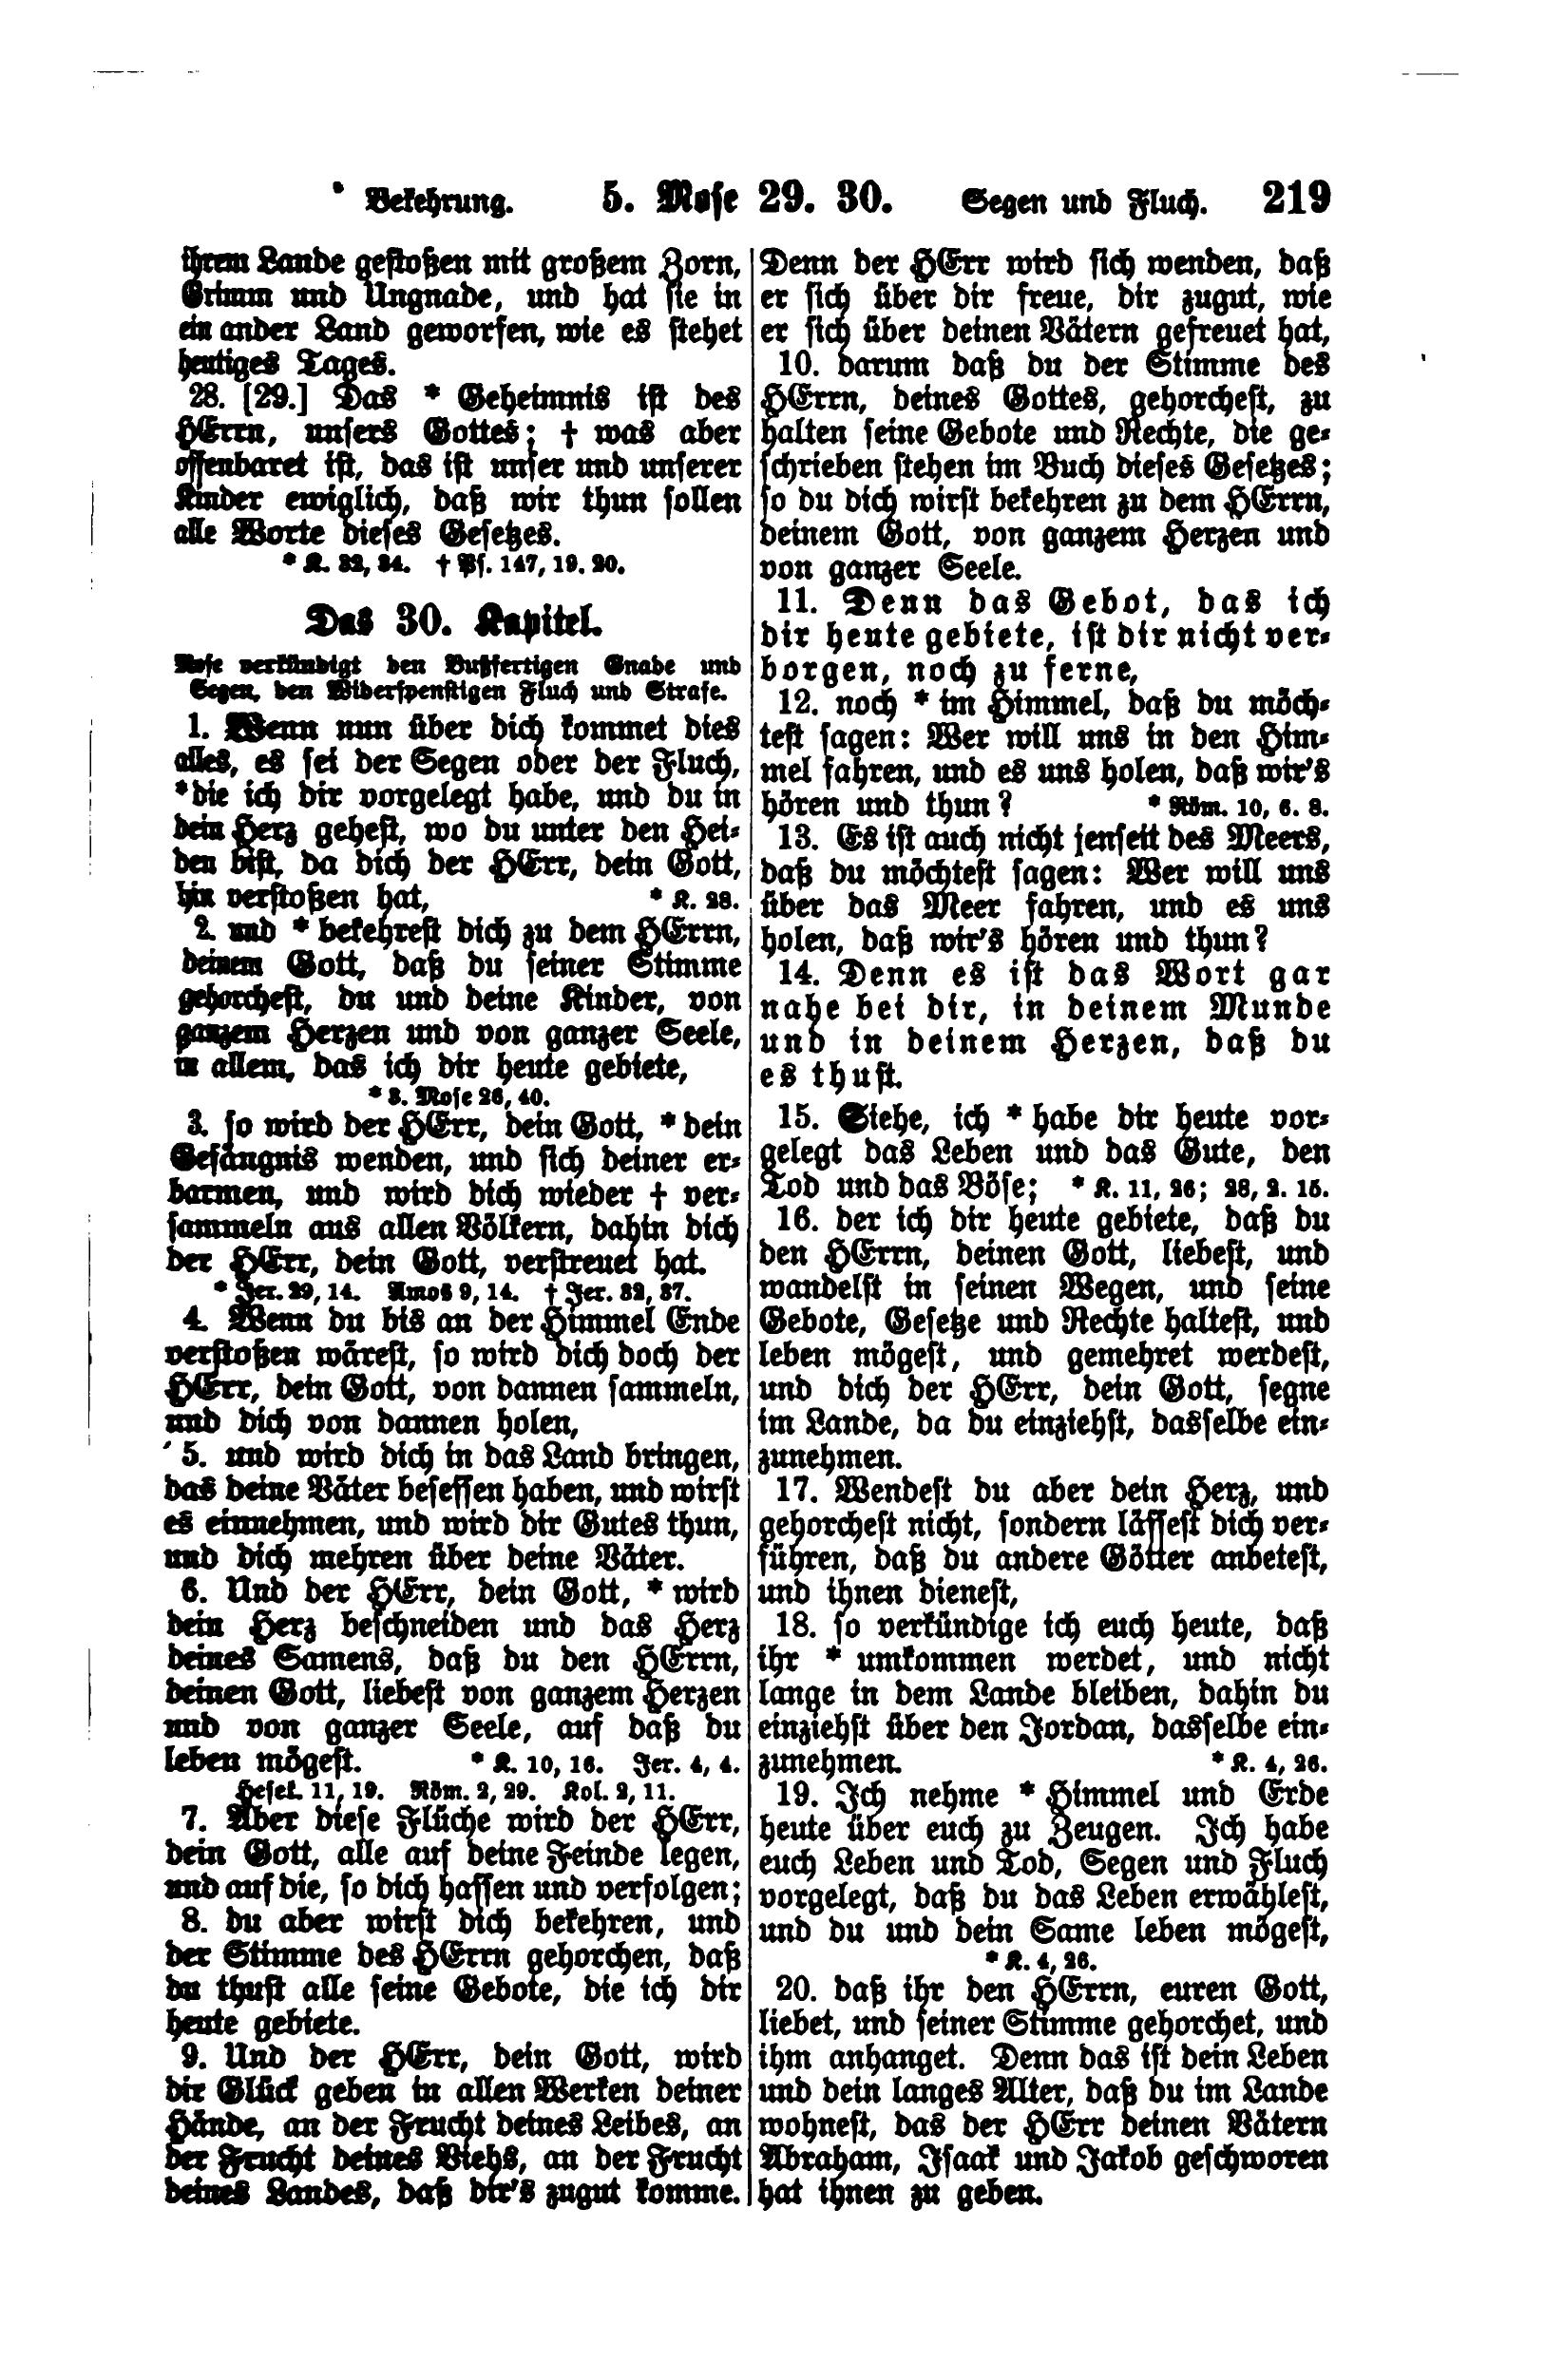 Bekehrung. 5. Mose 29. 30. Segen und Fluch. 219
ihrem Lande gestoßen mit großem Zorn,
Grimm und Ungnade, und hat sie in
ein ander Land geworfen, wie es stehet
heutiges Tages.
28. [29.] Das * Geheimnis ist des
HErrn, unsers Gottes; † was aber
offenbaret ist, das ist unser und unserer
Kinder ewiglich, daß wir thun sollen
alle Worte dieses Gesetzes.
* K. 32, 34. † Ps. 147, 19. 20.
Das 30. Kapitel.
Mose verkündigt den Bußfertigen Gnade und
Segen, den Widerspenstigen Fluch und Strafe.
1. Wenn nun über dich kommet dies
alles, es sei der Segen oder der Fluch,
*die ich dir vorgelegt habe, und du in
dein Herz gehest, wo du unter den Hei-
den bist, da dich der HErr, dein Gott,
hin verstoßen hat, * K. 28.
2. und * bekehrest dich zu dem HErrn,
deinem Gott, daß du seiner Stimme
gehorchest, du und deine Kinder, von
ganzem Herzen und von ganzer Seele,
in allem, das ich dir heute gebiete,
* 3. Mose 26, 40.
3. so wird der HErr, dein Gott, * dein
Gefängnis wenden, und sich deiner er-
barmen, und wird dich wieder † ver-
sammeln aus allen Völkern, dahin dich
der HErr, dein Gott, verstreuet hat.
* Jer. 29, 14. Amos 9, 14. † Jer. 32, 37.
4. Wenn du bis an der Himmel Ende
verstoßen wärest, so wird dich doch der
HErr, dein Gott, von dannen sammeln,
und dich von dannen holen,
5. und wird dich in das Land bringen,
das deine Väter besessen haben, und wirst
es einnehmen, und wird dir Gutes thun,
und dich mehren über deine Väter.
6. Und der HErr, dein Gott, * wird
dein Herz beschneiden und das Herz
deines Samens, daß du den HErrn,
deinen Gott, liebest von ganzem Herzen
und von ganzer Seele, auf daß du
leben mögest. * K. 10, 16. Jer. 4, 4.
Hesek. 11, 19. Röm. 2, 29. Kol. 2, 11.
7. Aber diese Flüche wird der HErr,
dein Gott, alle auf deine Feinde legen,
und auf die, so dich hassen und verfolgen;
8. du aber wirst dich bekehren, und
der Stimme des HErrn gehorchen, daß
du thust alle seine Gebote, die ich dir
heute gebiete.
9. Und der HErr, dein Gott, wird
dir Glück geben in allen Werken deiner
Hände, an der Frucht deines Leibes, an
der Frucht deines Viehs, an der Frucht
deines Landes, daß dir's zugut komme.
Denn der HErr wird sich wenden, daß
er sich über dir freue, dir zugut, wie
er sich über deinen Vätern gefreuet hat,
10. darum daß du der Stimme des
HErrn, deines Gottes, gehorchest, zu
halten seine Gebote und Rechte, die ge-
schrieben stehen im Buch dieses Gesetzes;
so du dich wirst bekehren zu dem HErrn,
deinem Gott, von ganzem Herzen und
von ganzer Seele.
11. Denn das Gebot, das ich
dir heute gebiete, ist dir nicht ver-
borgen, noch zu ferne,
12. noch * im Himmel, daß du möch-
test sagen: Wer will uns in den Him-
mel fahren, und es uns holen, daß wir's
hören und thun? * Röm. 10, 6. 8.
13. Es ist auch nicht jenseit des Meers,
daß du möchtest sagen: Wer will uns
über das Meer fahren, und es uns
holen, daß wir's hören und thun?
14. Denn es ist das Wort gar
nahe bei dir, in deinem Munde
und in deinem Herzen, daß du
es thust.
15. Siehe, ich * habe dir heute vor-
gelegt das Leben und das Gute, den
Tod und das Böse; * K. 11, 26; 28, 2. 15.
16. der ich dir heute gebiete, daß du
den HErrn, deinen Gott, liebest, und
wandelst in seinen Wegen, und seine
Gebote, Gesetze und Rechte haltest, und
leben mögest, und gemehret werdest,
und dich der HErr, dein Gott, segne
im Lande, da du einziehst, dasselbe ein-
zunehmen.
17. Wendest du aber dein Herz, und
gehorchest nicht, sondern lässest dich ver-
führen, daß du andere Götter anbetest,
und ihnen dienest,
18. so verkündige ich euch heute, daß
ihr * umkommen werdet, und nicht
lange in dem Lande bleiben, dahin du
einziehst über den Jordan, dasselbe ein-
zunehmen. * K. 4, 26.
19. Ich nehme * Himmel und Erde
heute über euch zu Zeugen. Ich habe
euch Leben und Tod, Segen und Fluch
vorgelegt, daß du das Leben erwählest,
und du und dein Same leben mögest,
* K. 4, 26.
20. daß ihr den HErrn, euren Gott,
liebet, und seiner Stimme gehorchet, und
ihm anhanget. Denn das ist dein Leben
und dein langes Alter, daß du im Lande
wohnest, das der HErr deinen Vätern
Abraham, Isaak und Jakob geschworen
hat ihnen zu geben.